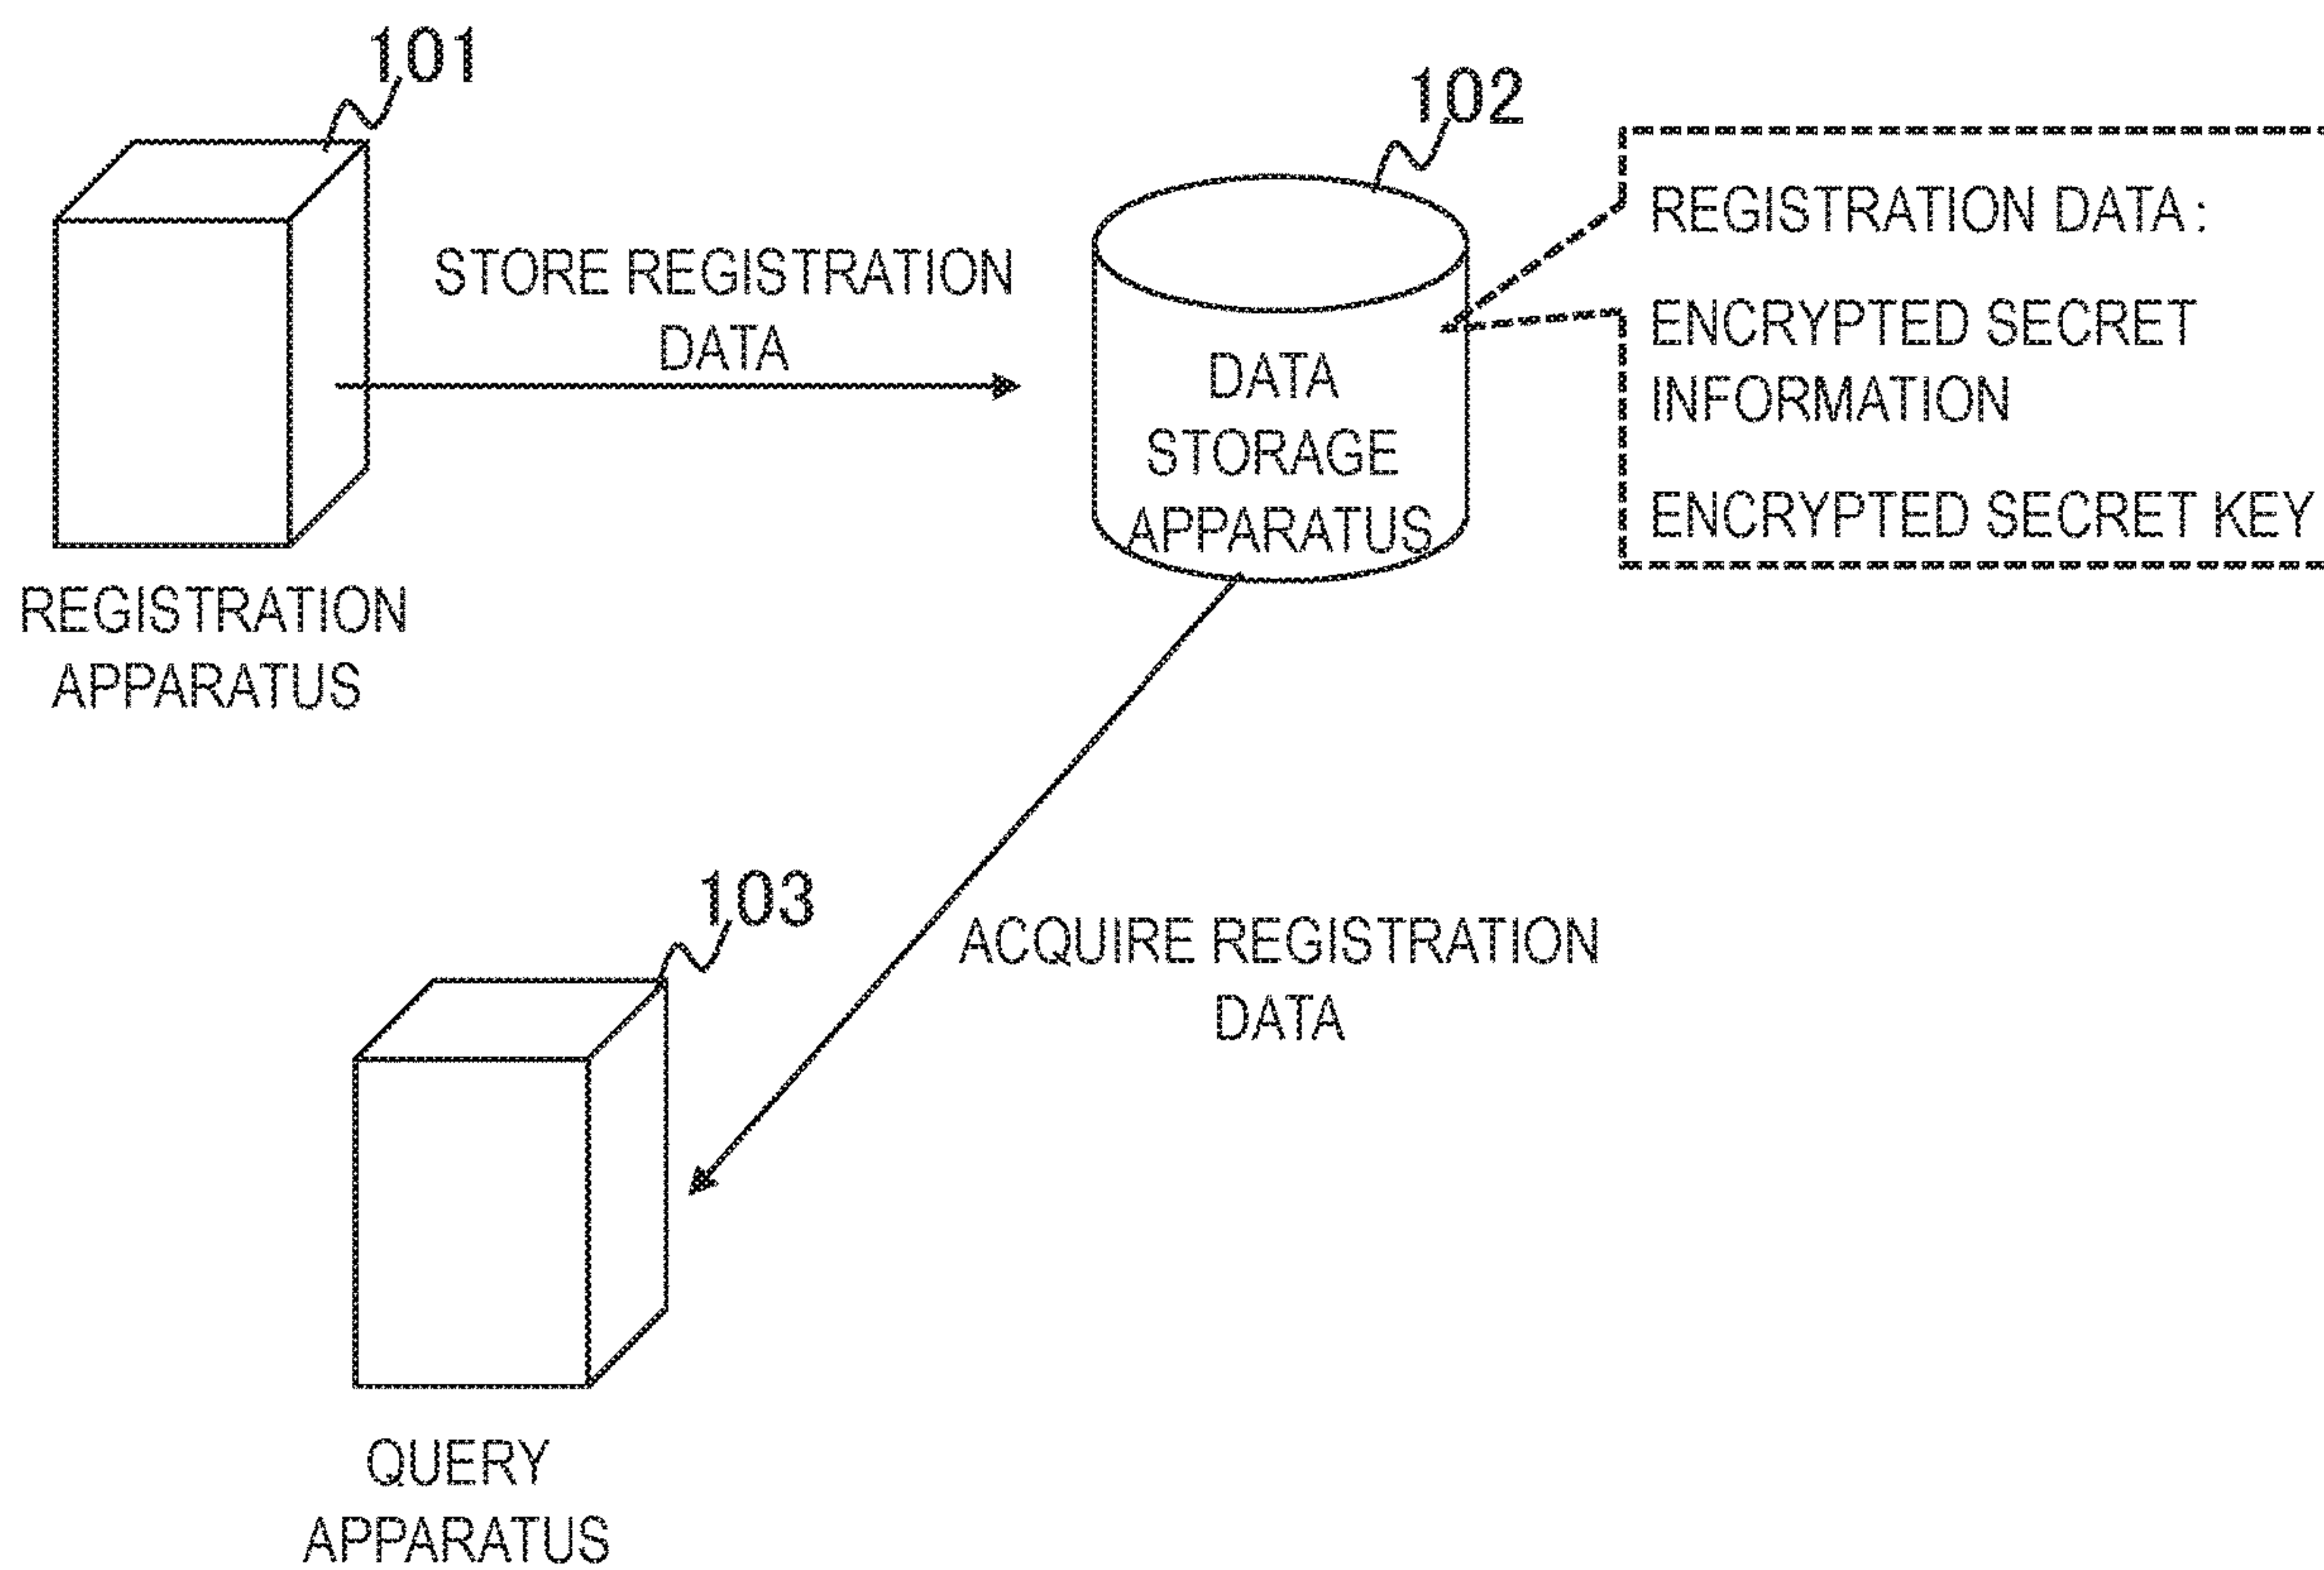 101
102
REGISTRATION DATA :
STORE REGISTRATION
DATA
ENCRYPTED SECRET
INFORMATION
ENCRYPTED SECRET KEY
DATA
STORAGE
APPARATUS
REGISTRATION
APPARATUS
103
ACQUIRE REGISTRATION
DATA
QUERY
APPARATUS